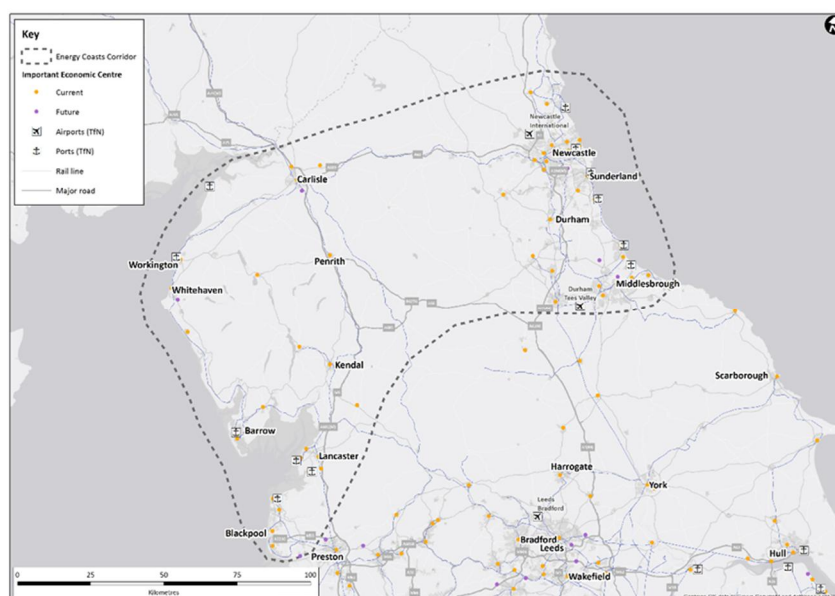 Key
Energy Coasts Corridor
Important Economic Centre
Current
Future
Airports (TfN)
Ports (TfN)
Rail line
Major road
Newcastle
International
Newcastle
Sunderland
Carlisle
Durham
Workington
Penrith
Whitehaven
Durham
Tees Valley
Middlesbrough
Kendal
Scarborough
Barrow
Lancaster
Harrogate
York
Leeds
Bradford
Blackpool
Preston
Bradford
Leeds
Hull
Wakefield
0 25 50 75 100
Kilometres